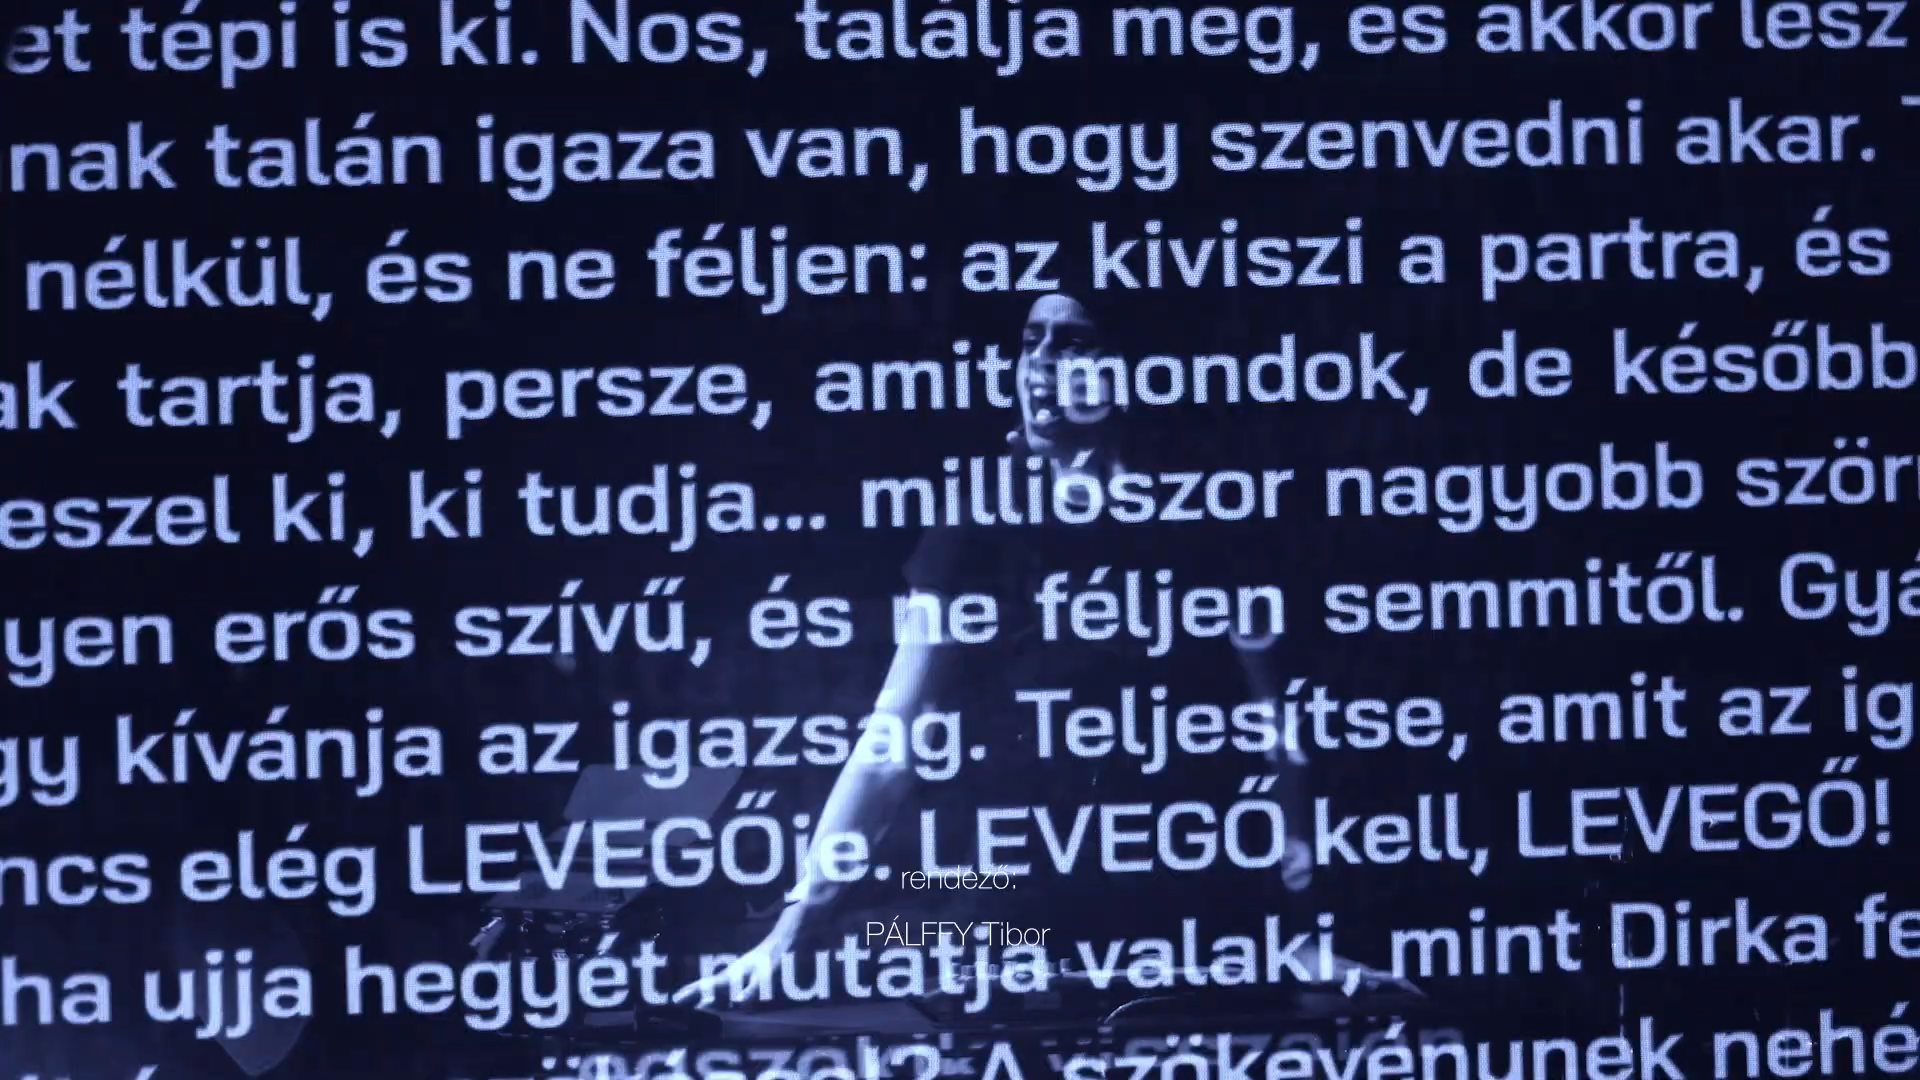 et tépi is ki. Nos, találja meg, és akkor lesz
nak talán igaza van, hogy szenvedni akar.
nélkül, és ne féljen: az kiviszi a partra, és
ak tartja, persze, amit mondok, de később
eszel ki, ki tudja... milliószor nagyobb ször
yen erős szívű, és ne féljen semmitől. Gyá
gy kívánja az igazság. Teljesítse, amit az ig
ncs elég LEVEGŐje. LEVEGŐ kell, LEVEGŐ!
rendező:
PÁLFFY Tibor
ha ujja hegyét mutatja valaki, mint Dirka fe
A szökevénynek nehé